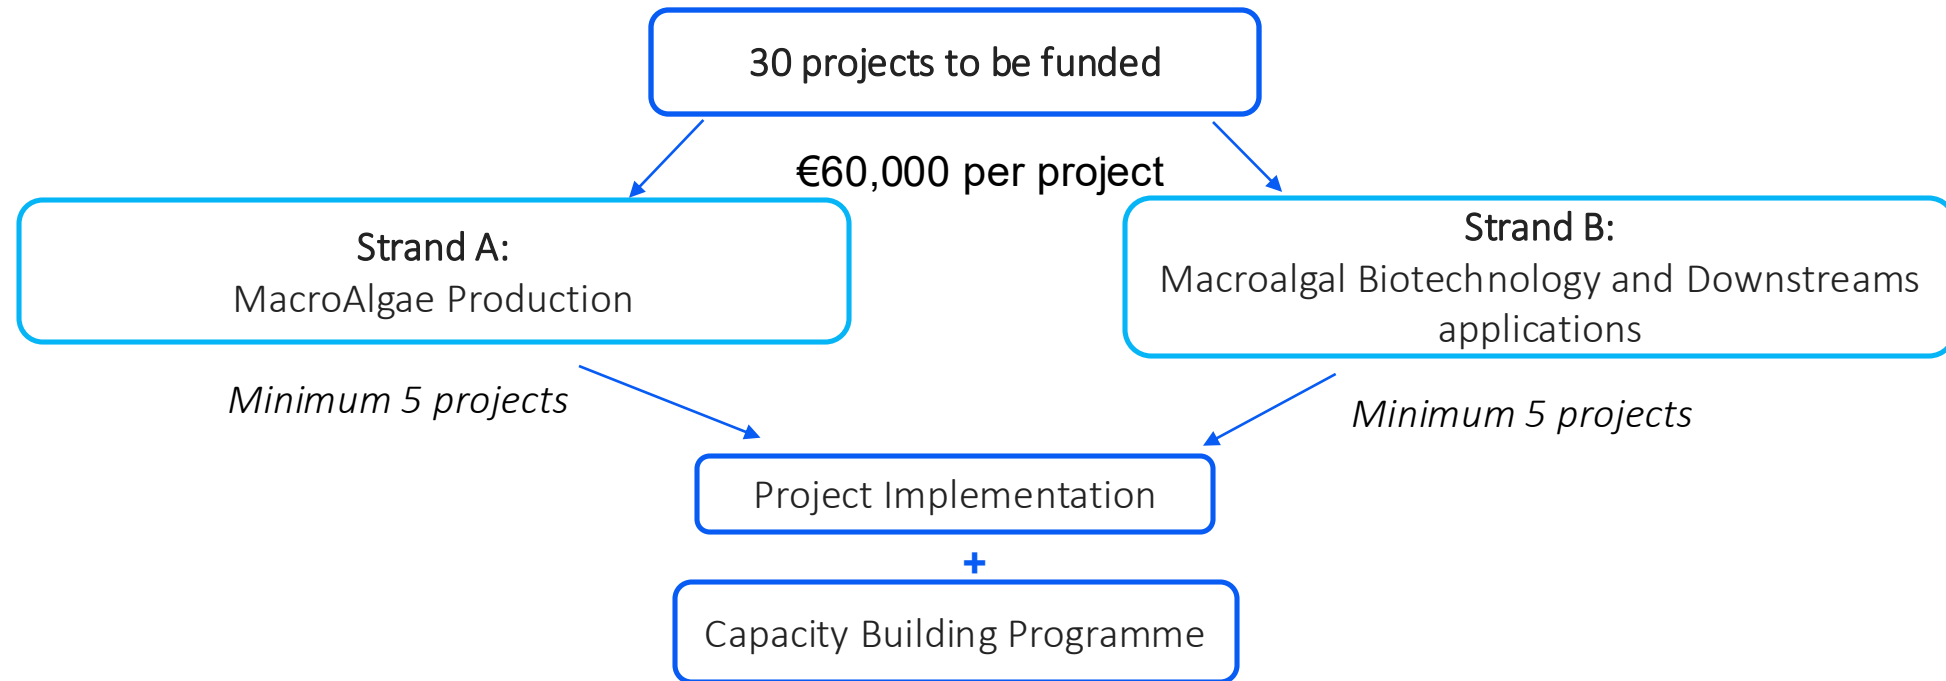 30 projects to be funded
€60,000 per project
Strand A:
MacroAlgae Production
Strand B:
Macroalgal Biotechnology and Downstreams
applications
Minimum 5 projects
Minimum 5 projects
Project Implementation
+
Capacity Building Programme